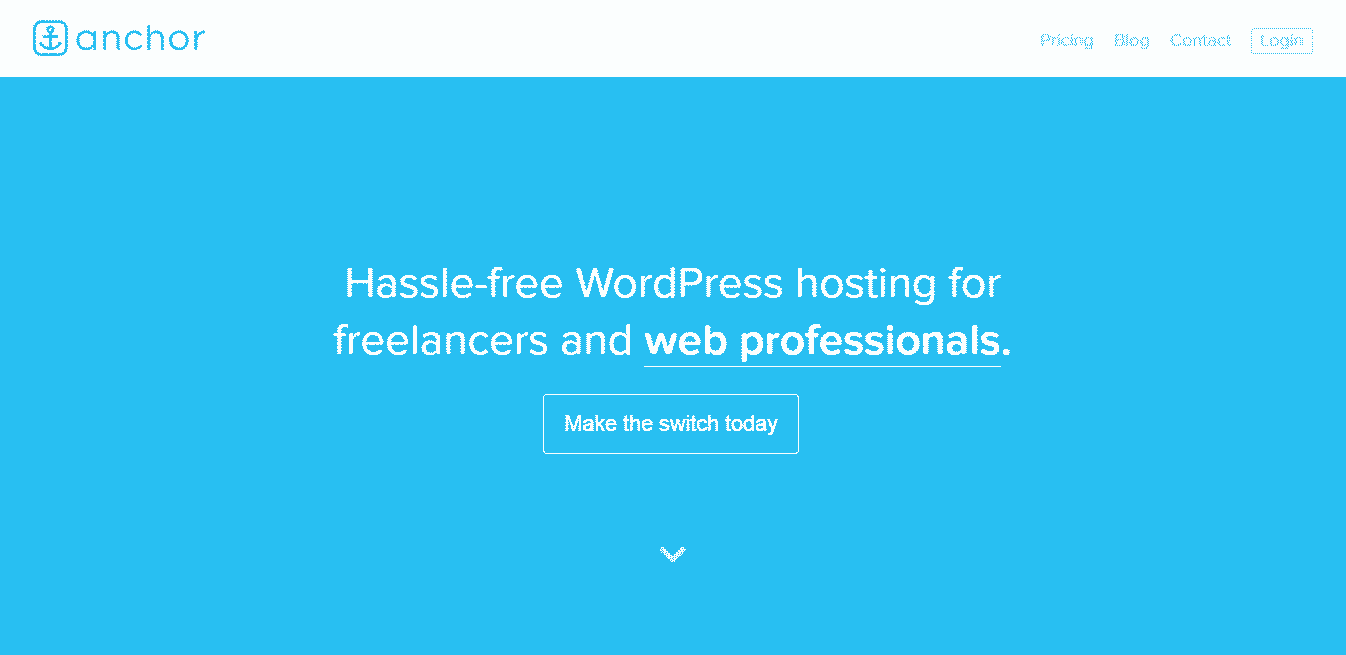 anchor
Pricing Blog Contact Login
Hassle-free WordPress hosting for
freelancers and web professionals.
Make the switch today